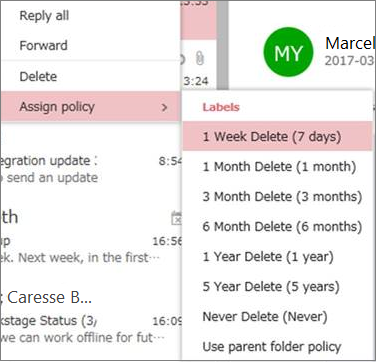 Reply all
Forward
Delete
Assign policy
Labels
1 Week Delete (7 days)
1 Month Delete (1 month)
3 Month Delete (3 months)
6 Month Delete (6 months)
1 Year Delete (1 year)
5 Year Delete (5 years)
Never Delete (Never)
Use parent folder policy
3:24
MY
Marcel
2017-03
egration update
8:54
o send an update
th
up
16:56
k. Next week, in the first…
; Caresse B...
kstage Status (3/
16:09
we can work offline for fut…